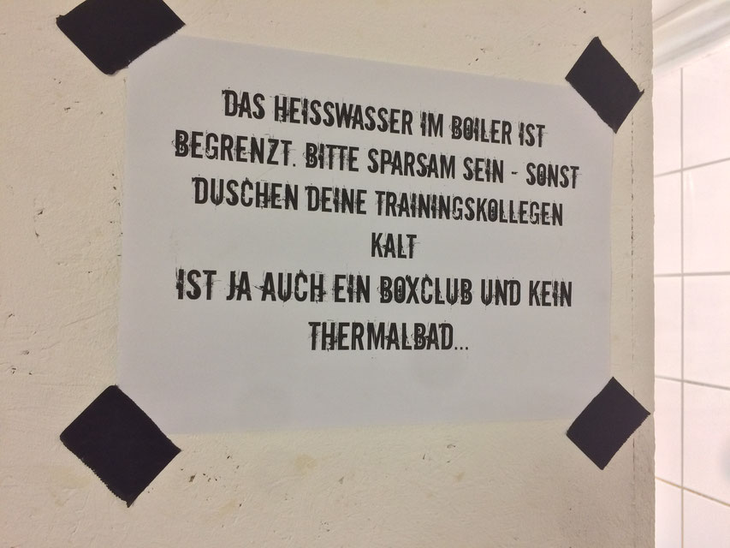 DAS HEISSWASSER IM BOILER IST
BEGRENZT. BITTE SPARSAM SEIN - SONST
DUSCHEN DEINE TRAININGSKOLLEGEN
KALT
IST JA AUCH EIN BOXCLUB UND KEIN
THERMALBAD...